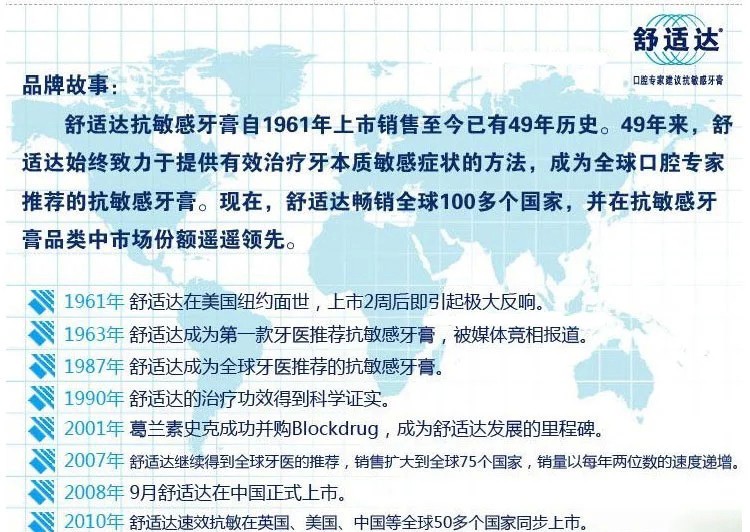 舒适达®
口腔专家建议抗敏感牙膏
品牌故事：
舒适达抗敏感牙膏自1961年上市销售至今已有49年历史。49年来，舒
适达始终致力于提供有效治疗牙本质敏感症状的方法，成为全球口腔专家
推荐的抗敏感牙膏。现在，舒适达畅销全球100多个国家，并在抗敏感牙
膏品类中市场份额遥遥领先。
1961年 舒适达在美国纽约面世，上市2周后即引起极大反响。
1963年 舒适达成为第一款牙医推荐抗敏感牙膏，被媒体竞相报道。
1987年 舒适达成为全球牙医推荐的抗敏感牙膏。
1990年 舒适达的治疗功效得到科学证实。
2001年 葛兰素史克成功并购Blockdrug，成为舒适达发展的里程碑。
2007年 舒适达继续得到全球牙医的推荐，销售扩大到全球75个国家，销量以每年两位数的速度递增。
2008年 9月舒适达在中国正式上市。
2010年 舒适达速效抗敏在英国、美国、中国等全球50多个国家同步上市。